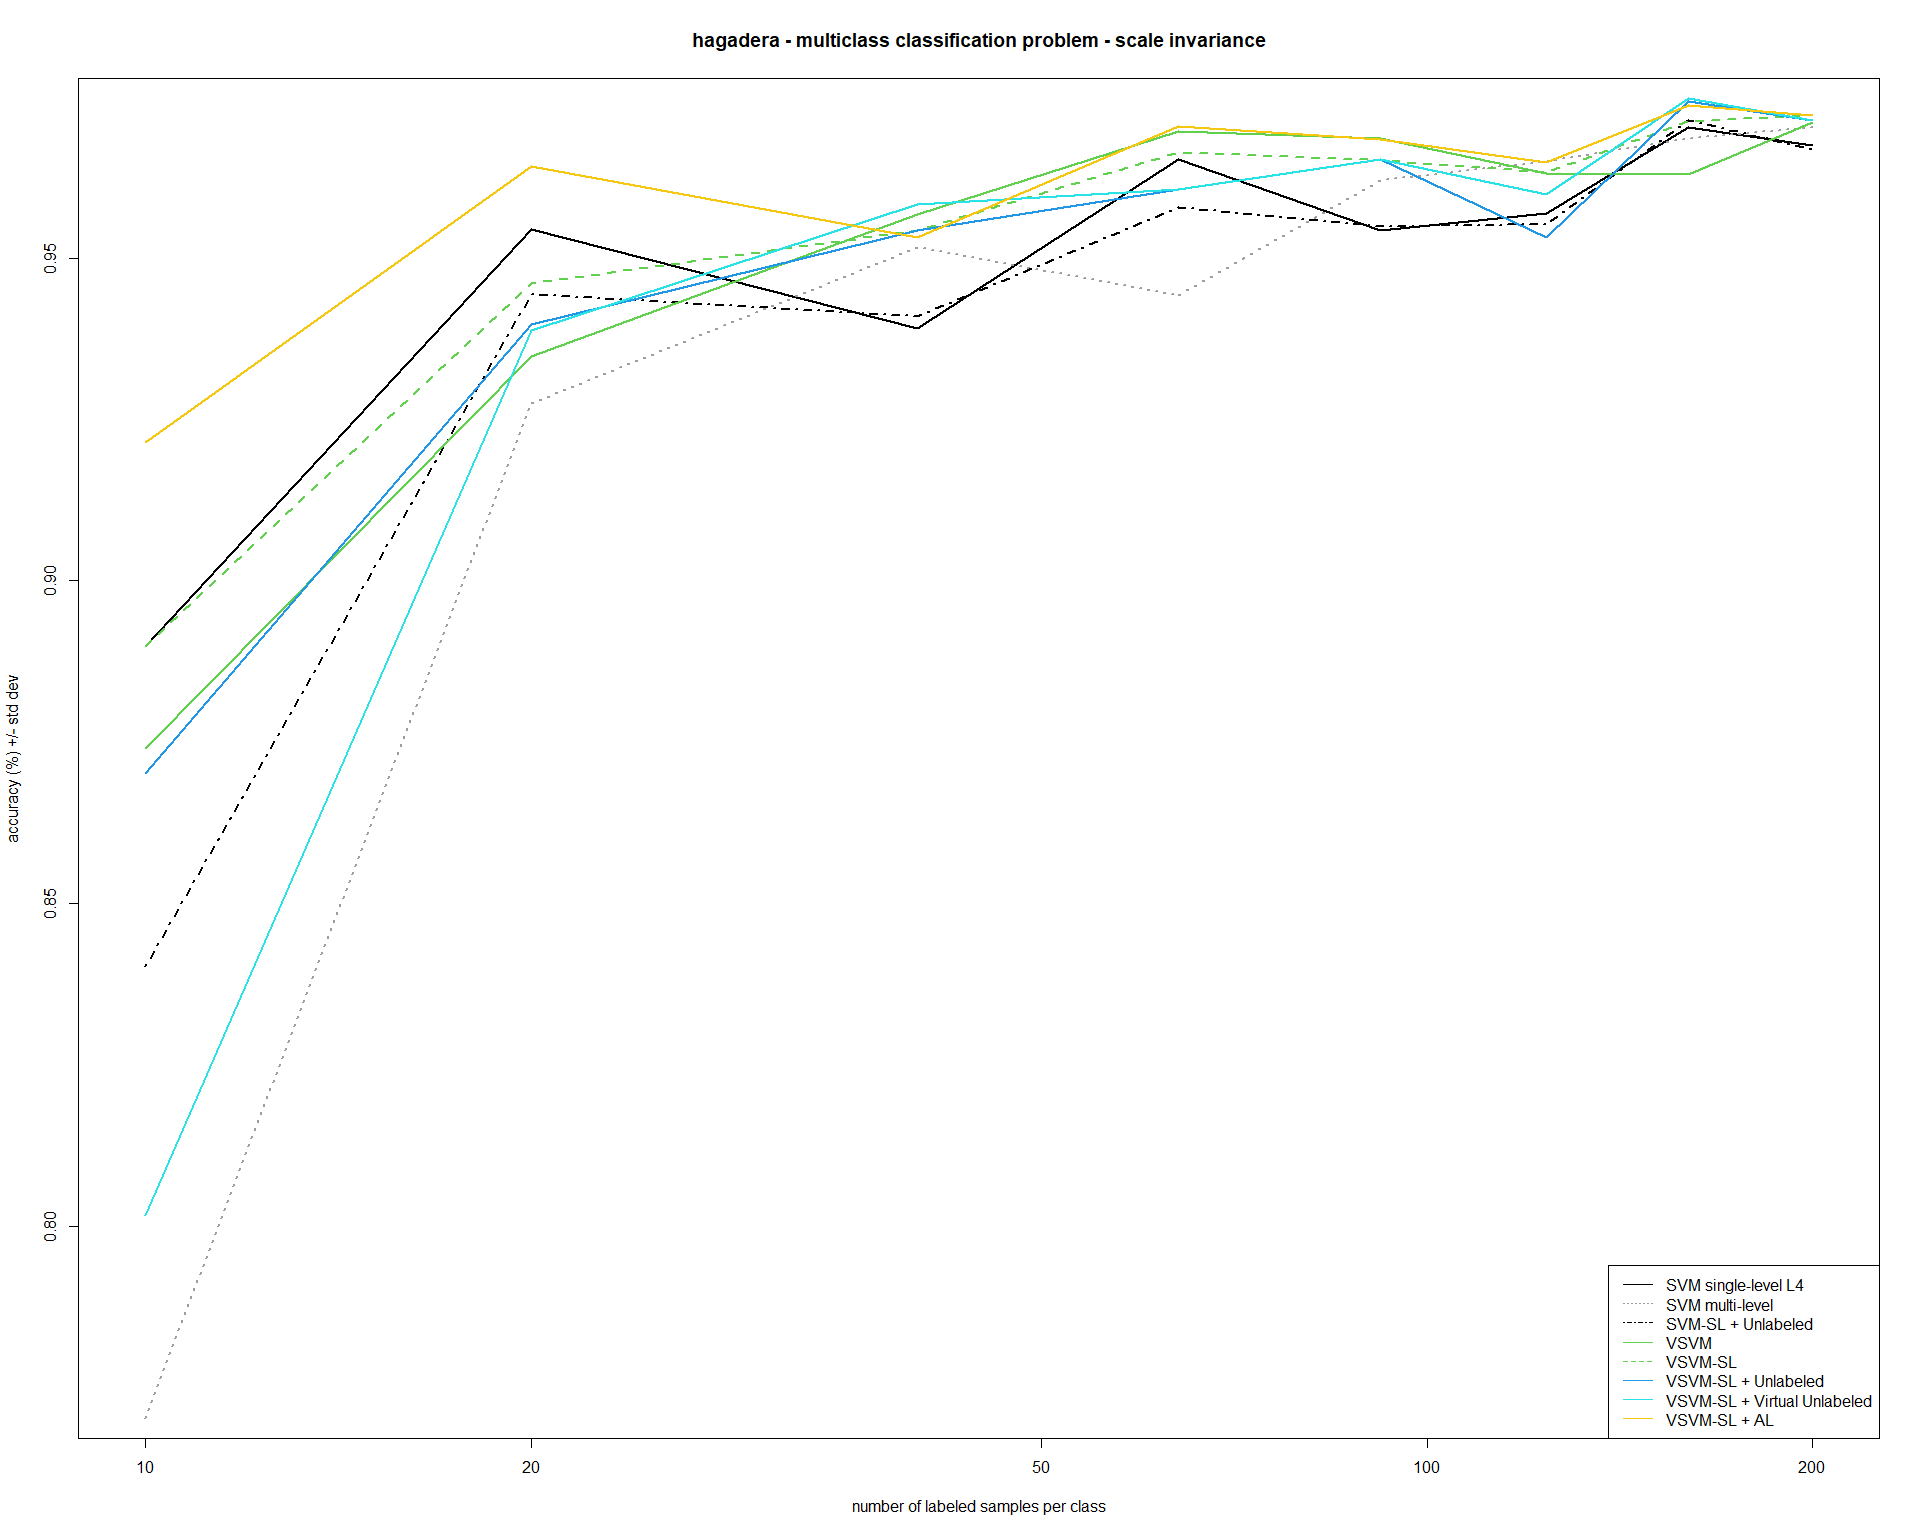 hagadera - multiclass classification problem - scale invariance
accuracy (%) +/- std dev
0.95
0.90
0.85
0.80
10
20
50
100
200
number of labeled samples per class
SVM single-level L4
SVM multi-level
SVM-SL + Unlabeled
VSVM
VSVM-SL
VSVM-SL + Unlabeled
VSVM-SL + Virtual Unlabeled
VSVM-SL + AL